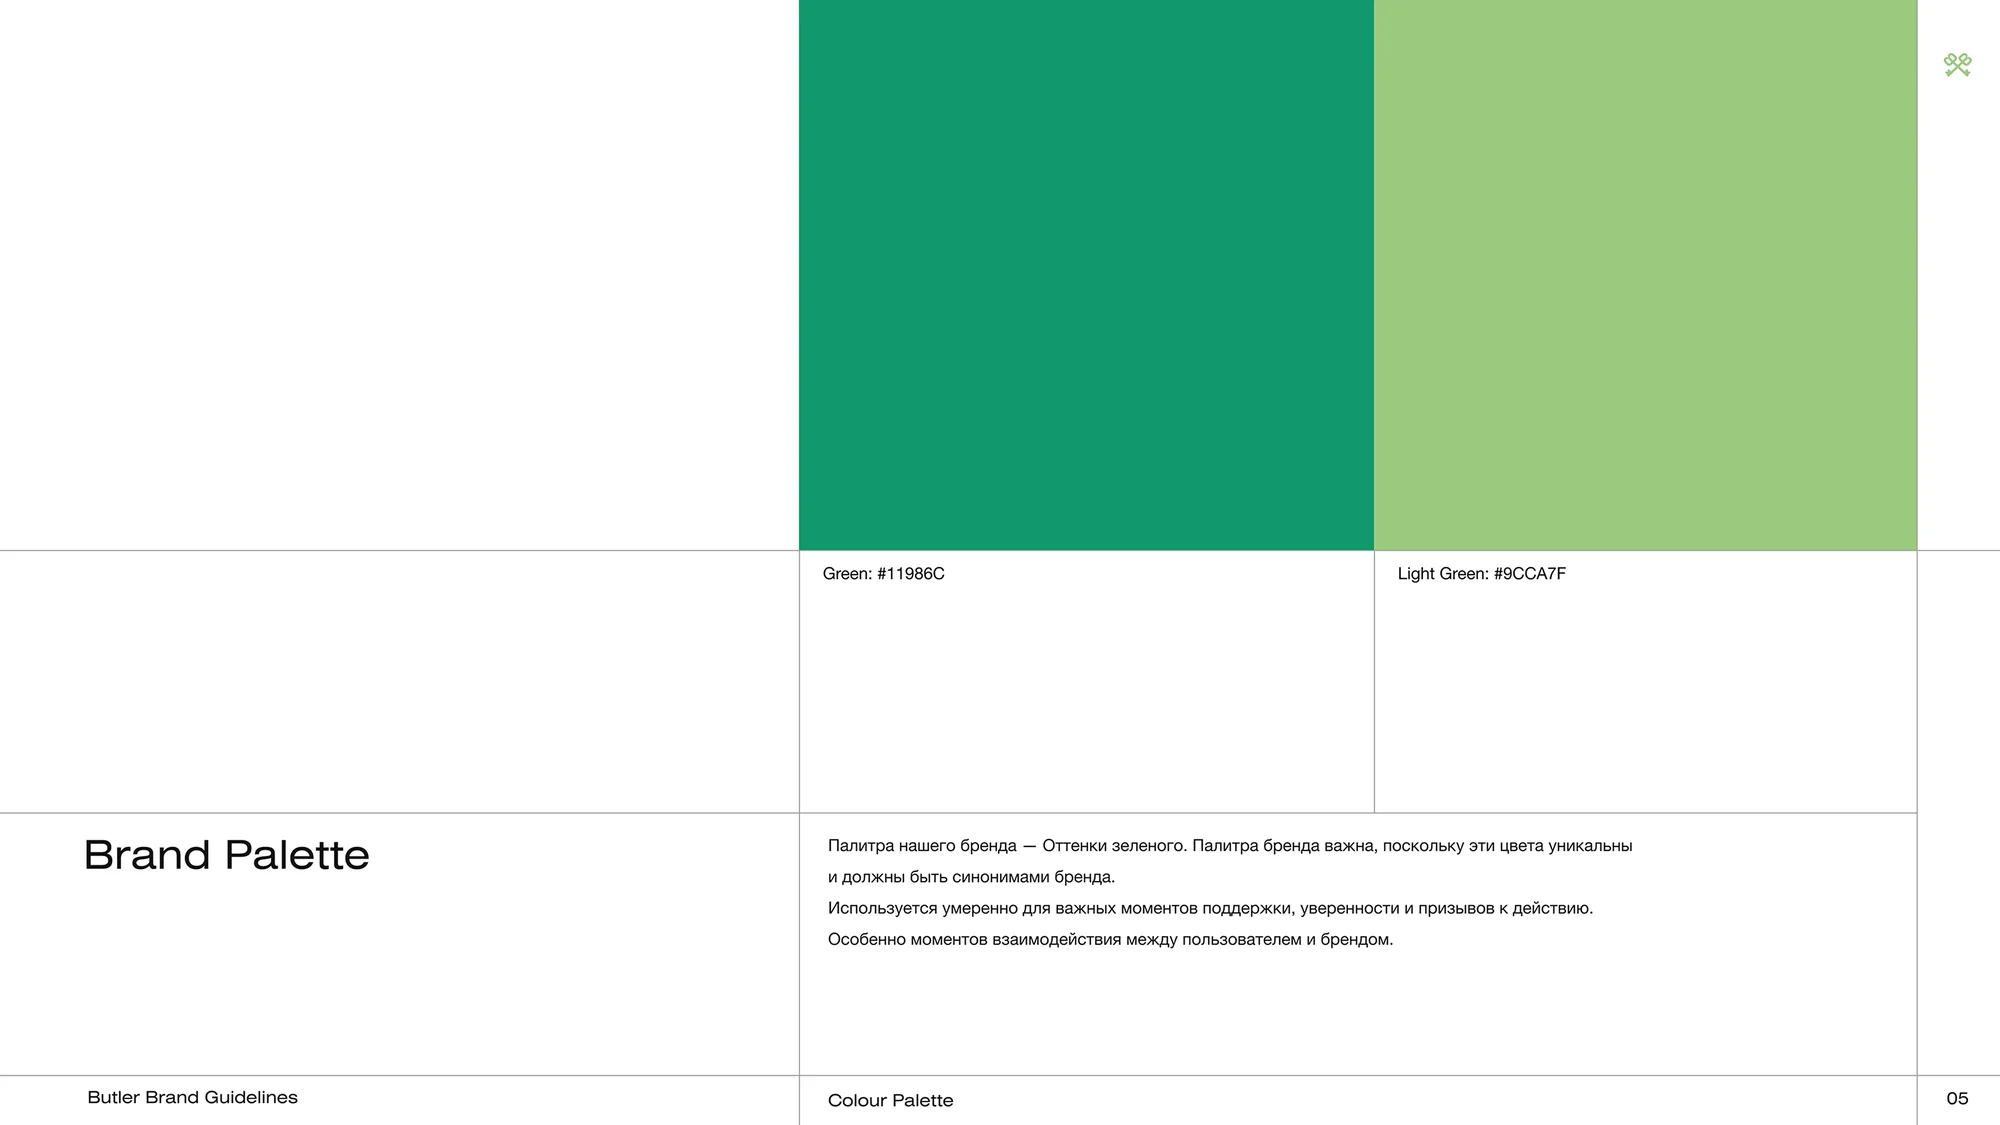 Green: #11986C
Light Green: #9CCA7F
Brand Palette
Палитра нашего бренда — Оттенки зеленого. Палитра бренда важна, поскольку эти цвета уникальны
и должны быть синонимами бренда.
Используется умеренно для важных моментов поддержки, уверенности и призывов к действию.
Особенно моментов взаимодействия между пользователем и брендом.
Butler Brand Guidelines
Colour Palette
05